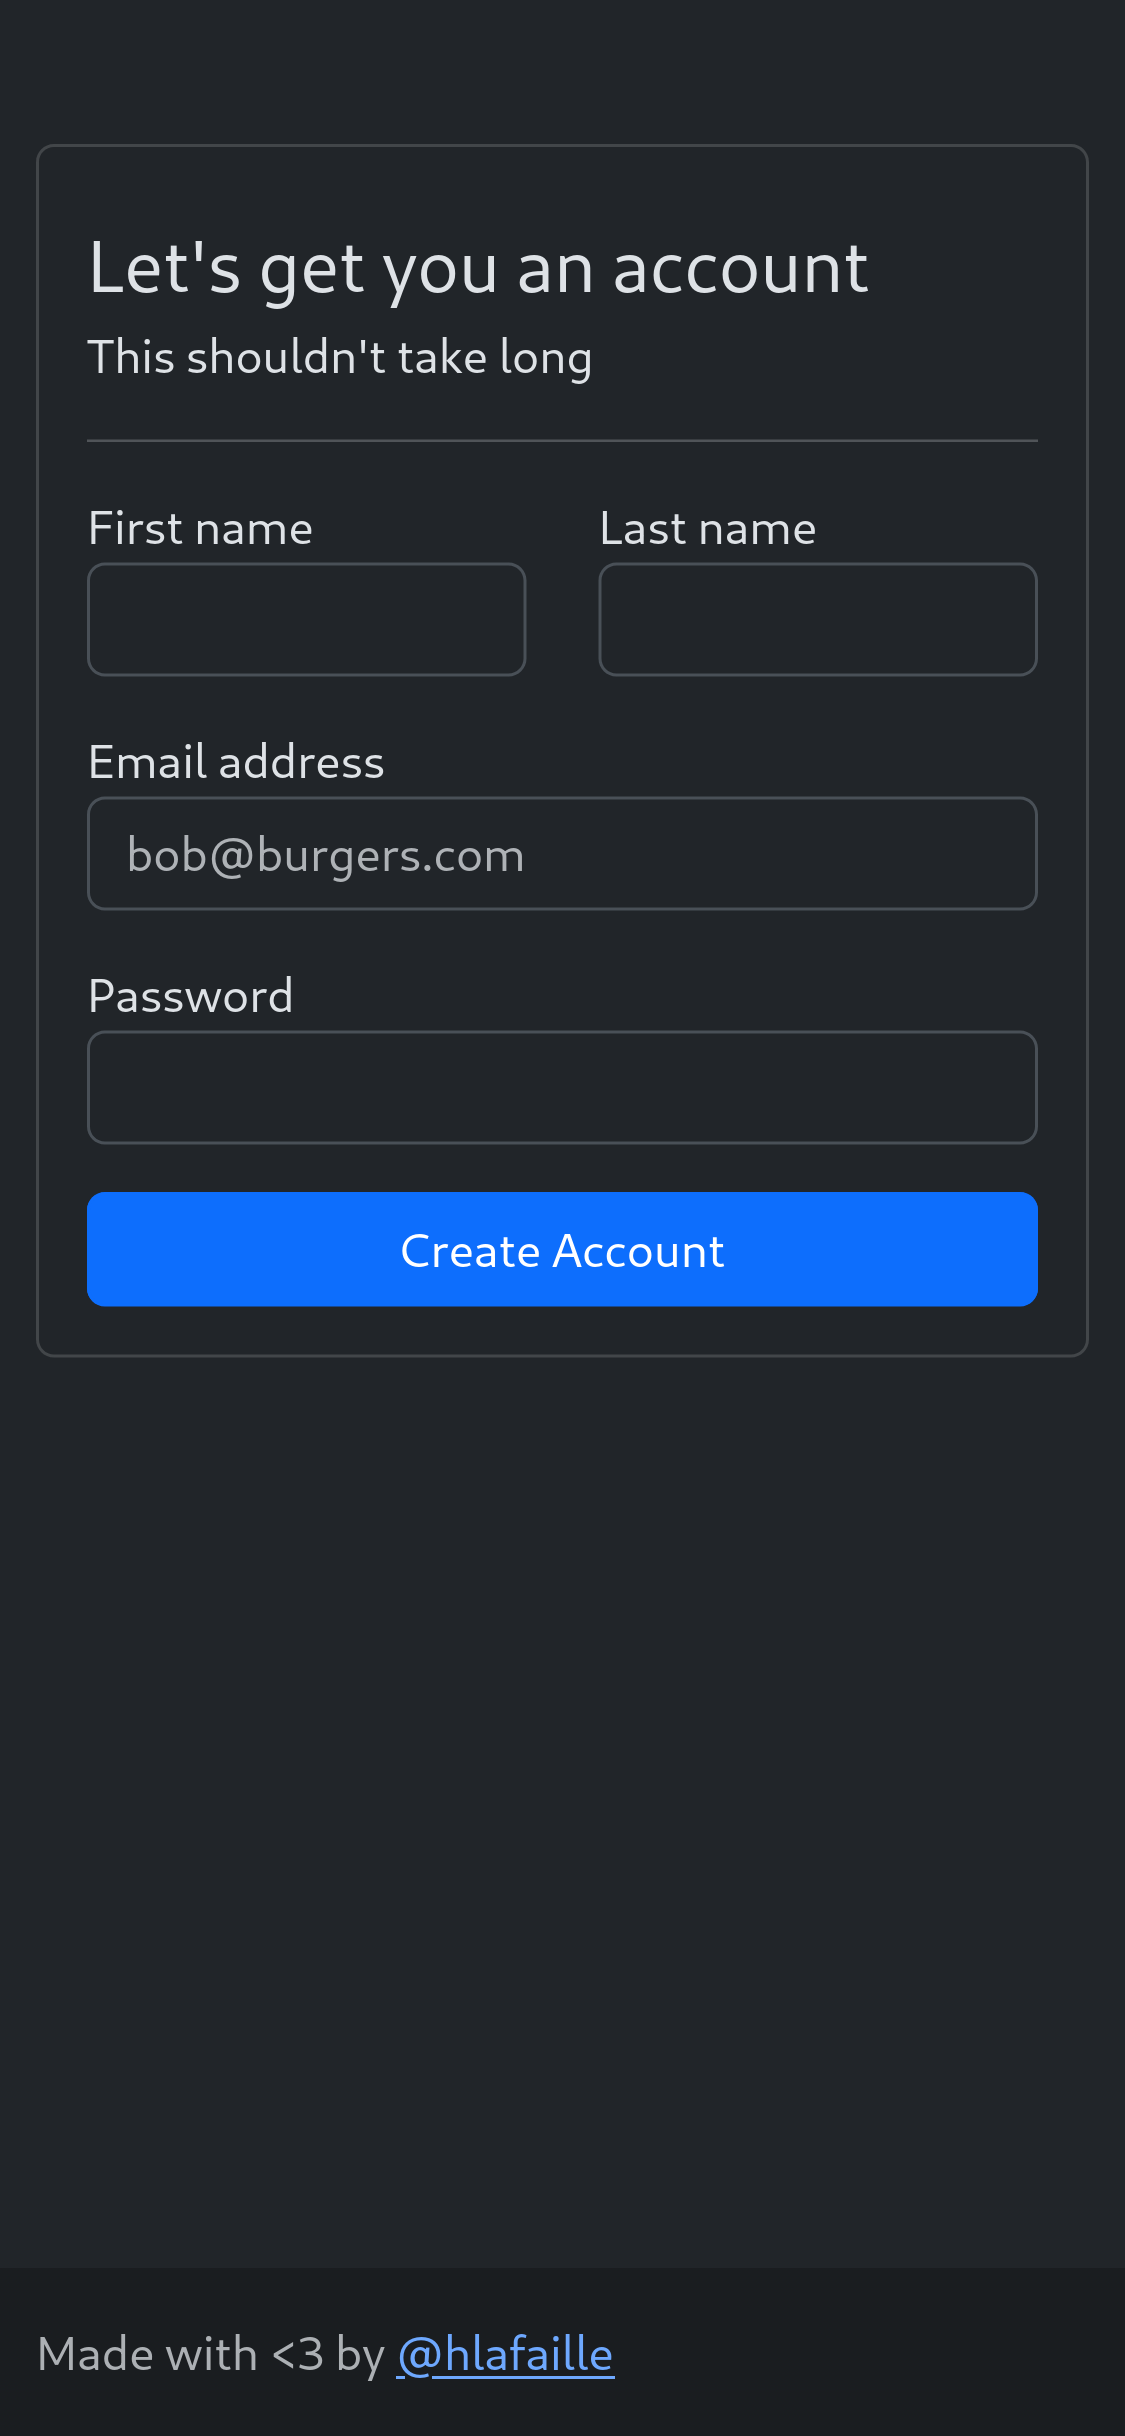 Let's get you an account
This shouldn't take long
First name
Last name
Email address
bob@burgers.com
Password
Create Account
Made with <3 by @hlafaille